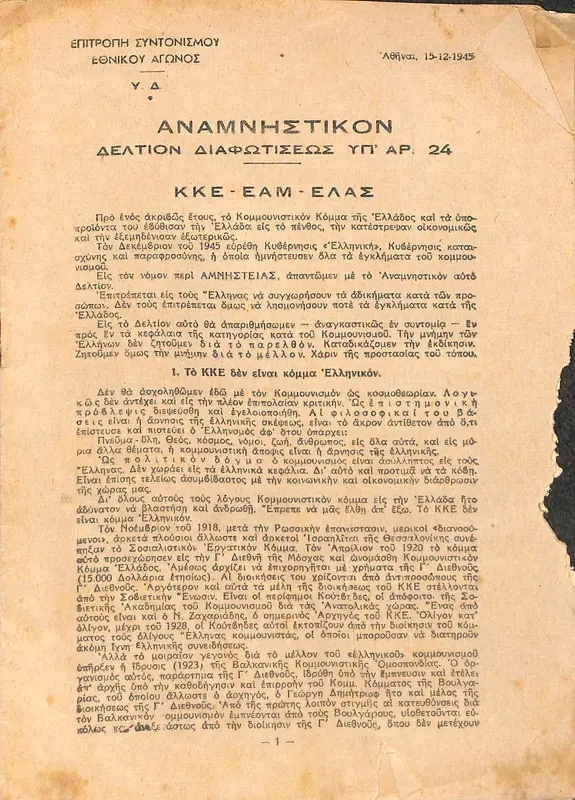 ΕΠΙΤΡΟΠΗ ΣΥΝΤΟΝΙΣΜΟΥ
ΕΘΝΙΚΟΥ ΑΓΩΝΟΣ
Υ. Δ.
Ἀθῆναι, 15-12-1945
ΑΝΑΜΝΗΣΤΙΚΟΝ
ΔΕΛΤΙΟΝ ΔΙΑΦΩΤΙΣΕΩΣ ΥΠ' ΑΡ. 24
ΚΚΕ - ΕΑΜ - ΕΛΑΣ
Πρὸ ἑνὸς ἀκριβῶς ἔτους, τὸ Κομμουνιστικὸν Κόμμα τῆς Ἑλλάδος καὶ τὰ ὑπο-
προϊόντα του ἐβύθισαν τὴν Ἑλλάδα εἰς τὸ πένθος, τὴν κατέστρεψαν οἰκονομικῶς
καὶ τὴν ἐξεμηδένισαν ἐξωτερικῶς.
Τὸν Δεκέμβριον τοῦ 1945 εὑρέθη Κυβέρνησις «Ἑλληνική», Κυβέρνησις καταισ-
χύνης καὶ παραφροσύνης, ἡ ὁποία ἠμνήστευσεν ὅλα τὰ ἐγκλήματα τοῦ κομμου-
νισμοῦ.
Εἰς τὸν νόμον περὶ ΑΜΝΗΣΤΕΙΑΣ, ἀπαντῶμεν μὲ τὸ Ἀναμνηστικὸν αὐτὸ
Δελτίον.
Ἐπιτρέπεται εἰς τοὺς Ἕλληνας νὰ συγχωρήσουν τὰ ἀδικήματα κατὰ τῶν προ-
σώπων. Δὲν τοὺς ἐπιτρέπεται ὅμως νὰ λησμονήσουν ποτὲ τὰ ἐγκλήματα κατὰ τῆς
Ἑλλάδος.
Εἰς τὸ Δελτίον αὐτὸ θὰ ἀπαριθμήσωμεν — ἀναγκαστικῶς ἐν συντομίᾳ — ἓν
πρὸς ἓν τὰ κεφάλαια τῆς κατηγορίας κατὰ τοῦ Κομμουνισμοῦ. Τὴν μνήμην τῶν
Ἑλλήνων δὲν ζητοῦμεν διὰ τὸ παρελθόν. Καταδικάζομεν τὴν ἐκδίκησιν.
Ζητοῦμεν ὅμως τὴν μνήμην διὰ τὸ μέλλον. Χάριν τῆς προστασίας τοῦ τόπου.
1. Τὸ ΚΚΕ δὲν εἶναι κόμμα Ἑλληνικόν.
Δὲν θὰ ἀσχοληθῶμεν ἐδῶ μὲ τὸν Κομμουνισμὸν ὡς κοσμοθεωρίαν. Λογι-
κῶς δὲν ἀντέχει καὶ εἰς τὴν πλέον ἐπιπολαίαν κριτικήν. Ὡς ἐπιστημονικὴ
πρόβλεψις διεψεύσθη καὶ ἐγελοιοποιήθη. Αἱ φιλοσοφικαί του βά-
σεις εἶναι ἡ ἄρνησις τῆς ἑλληνικῆς σκέψεως, εἶναι τὸ ἄκρον ἀντίθετον ἀπὸ ὅ,τι
ἐπίστευσε καὶ πιστεύει ὁ Ἑλληνισμὸς ἀφ' ὅτου ὑπάρχει:
Πνεῦμα - ὕλη, Θεός, κόσμος, νόμοι, ζωή, ἄνθρωπος, εἰς ὅλα αὐτά, καὶ εἰς μύ-
ρια ἄλλα θέματα, ἡ κομμουνιστικὴ ἄποψις εἶναι ἡ ἄρνησις τῆς ἑλληνικῆς.
Ὡς πολιτικὸν δόγμα ὁ κομμουνισμὸς εἶναι ἀσύλληπτος εἰς τοὺς
Ἕλληνας. Δὲν χωράει εἰς τὰ ἑλληνικὰ κεφάλια. Δι' αὐτὸ καὶ προτιμᾷ νὰ τὰ κόβῃ.
Εἶναι ἐπίσης τελείως ἀσυμβίβαστος μὲ τὴν κοινωνικὴν καὶ οἰκονομικὴν διάρθρωσιν
τῆς χώρας μας.
Δι' ὅλους αὐτοὺς τοὺς λόγους Κομμουνιστικὸν κόμμα εἰς τὴν Ἑλλάδα ἦτο
ἀδύνατον νὰ βλαστήσῃ καὶ ἀνδρωθῇ. Ἔπρεπε νὰ μᾶς ἔλθῃ ἀπ' ἔξω. Τὸ ΚΚΕ δὲν
εἶναι κόμμα Ἑλληνικόν.
Τὸν Νοέμβριον τοῦ 1918, μετὰ τὴν Ρωσσικὴν ἐπανάστασιν, μερικοὶ «διανοού-
μενοι», ἀρκετὰ πλούσιοι ἄλλωστε καὶ ἀρκετοὶ Ἰσραηλῖται τῆς Θεσσαλονίκης συνέ-
πηξαν τὸ Σοσιαλιστικὸν Ἐργατικὸν Κόμμα. Τὸν Ἀπρίλιον τοῦ 1920 τὸ κόμμα
αὐτὸ προσεχώρησεν εἰς τὴν Γ' Διεθνῆ τῆς Μόσχας καὶ ὠνομάσθη Κομμουνιστικὸν
Κόμμα Ἑλλάδος. Ἀμέσως ἀρχίζει νὰ ἐπιχορηγῆται μὲ χρήματα τῆς Γ' Διεθνοῦς
(15.000 Δολλάρια ἐτησίως). Αἱ διοικήσεις του χρίζονται ἀπὸ ἀντιπροσώπους τῆς
Γ' Διεθνοῦς. Ἀργότερον καὶ αὐτὰ τὰ μέλη τῆς διοικήσεως τοῦ ΚΚΕ στέλλονται
ἀπὸ τὴν Σοβιετικὴν Ἕνωσιν. Εἶναι οἱ περίφημοι Κούτβηδες, οἱ ἀπόφοιτο. τῆς Σο-
βιετικῆς Ἀκαδημίας τοῦ Κομμουνισμοῦ διὰ τὰς Ἀνατολικὰς χώρας. Ἕνας ἀπὸ
αὐτοὺς εἶναι καὶ ὁ Ν. Ζαχαριάδης, ὁ σημερινὸς Ἀρχηγὸς τοῦ ΚΚΕ. Ὀλίγον κατ'
ὀλίγον, μέχρι τοῦ 1928, οἱ Κούτβηδες αὐτοὶ ἐκτοπίζουν ἀπὸ τὴν διοίκησιν τοῦ κόμ-
ματος τοὺς ὀλίγους Ἕλληνας κομμουνιστάς, οἱ ὁποῖοι μποροῦσαν νὰ διατηροῦν
ἀκόμη ἴχνη ἑλληνικῆς συνειδήσεως.
Ἀλλὰ τὸ μοιραῖον γεγονὸς διὰ τὸ μέλλον τοῦ «ἑλληνικοῦ» κομμουνισμοῦ
ὑπῆρξεν ἡ ἵδρυσις (1923) τῆς Βαλκανικῆς Κομμουνιστικῆς Ὁμοσπονδίας. Ὁ ὀρ-
γανισμὸς αὐτός, παράρτημα τῆς Γ' Διεθνοῦς, ἱδρύθη ὑπὸ τὴν ἔμπνευσιν καὶ ἐτέλει
ἀπ' ἀρχῆς ὑπὸ τὴν καθοδήγησιν καὶ ἐπιρροὴν τοῦ Κομμ. Κόμματος τῆς Βουλγα-
ρίας, τοῦ ὁποίου ἄλλωστε ὁ ἀρχηγός, ὁ Γεώργη Δημήτρωφ ἦτο καὶ μέλος τῆς
διοικήσεως τῆς Γ' Διεθνοῦς. Ἀπὸ τῆς πρώτης λοιπὸν στιγμῆς αἱ κατευθύνσεις διὰ
τὸν Βαλκανικὸν ομμουνισμὸν ἐμπνέονται ἀπὸ τοὺς Βουλγάρους, υἱοθετοῦνται εὐ-
κόλως διὰ τὴν διοίκησιν τῆς Γ' Διεθνοῦς, ὅπου δὲν μετέχουν
— 1 —